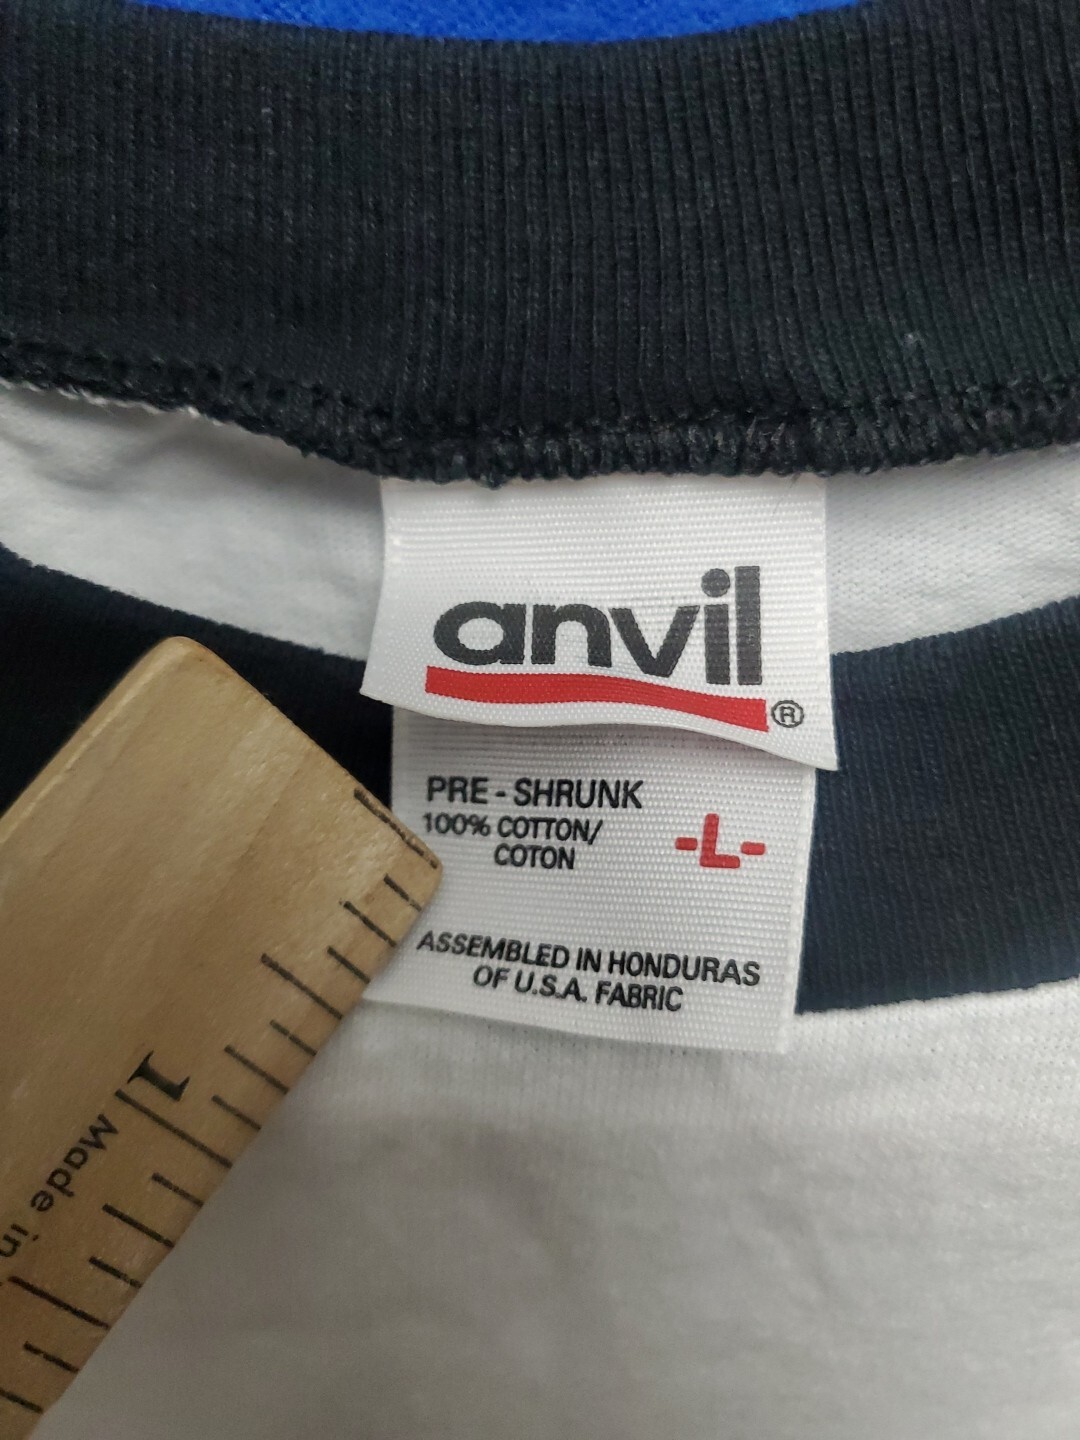 anvil
®
PRE-SHRUNK
100% COTTON/
COTON
-L-
ASSEMBLED IN HONDURAS
OF U.S.A. FABRIC
1
Made in